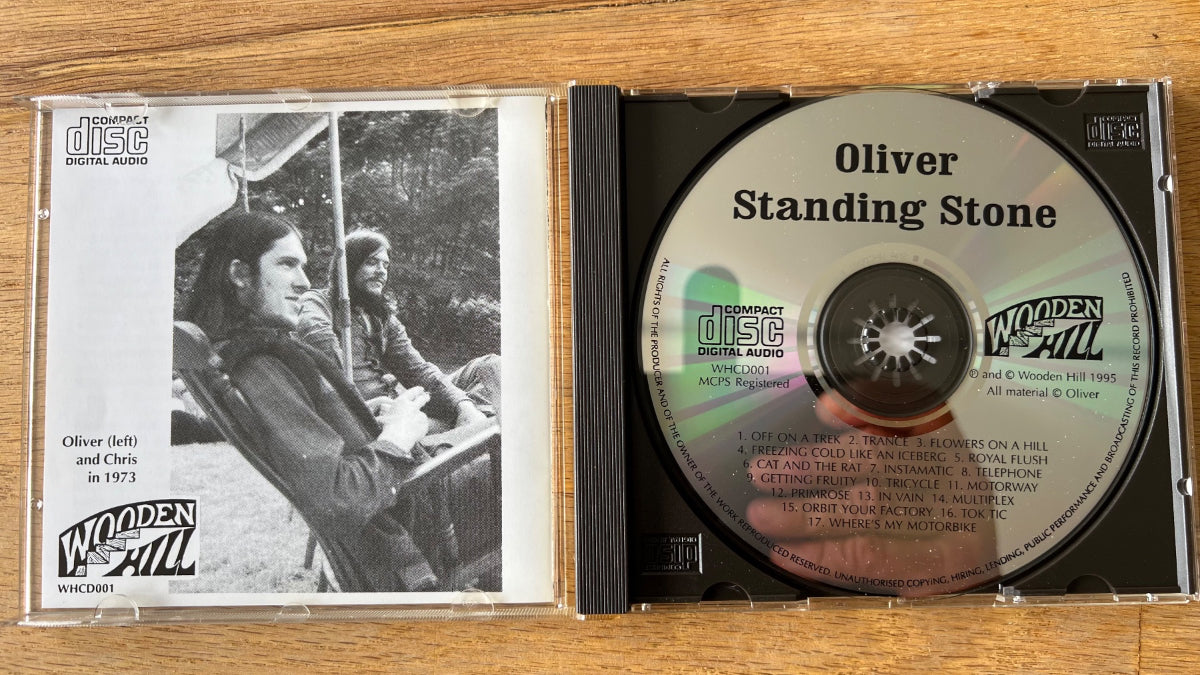 COMPACT
disc
DIGITAL AUDIO
Oliver (left)
and Chris
in 1973
WOODEN
HILL
WHCD001
COMPACT
disc
DIGITAL AUDIO
Oliver
Standing Stone
COMPACT
disc
DIGITAL AUDIO
WHCD001
MCPS Registered
WOODEN
HILL
℗ and © Wooden Hill 1995
All material © Oliver
1. OFF ON A TREK 2. TRANCE 3. FLOWERS ON A HILL
4. FREEZING COLD LIKE AN ICEBERG 5. ROYAL FLUSH
6. CAT AND THE RAT 7. INSTAMATIC 8. TELEPHONE
9. GETTING FRUITY 10. TRICYCLE 11. MOTORWAY
12. PRIMROSE 13. IN VAIN 14. MULTIPLEX
15. ORBIT YOUR FACTORY 16. TOK TIC
17. WHERE'S MY MOTORBIKE
ALL RIGHTS OF THE PRODUCER AND OF THE OWNER OF THE WORK REPRODUCED RESERVED. UNAUTHORISED COPYING, HIRING, LENDING, PUBLIC PERFORMANCE AND BROADCASTING OF THIS RECORD PROHIBITED